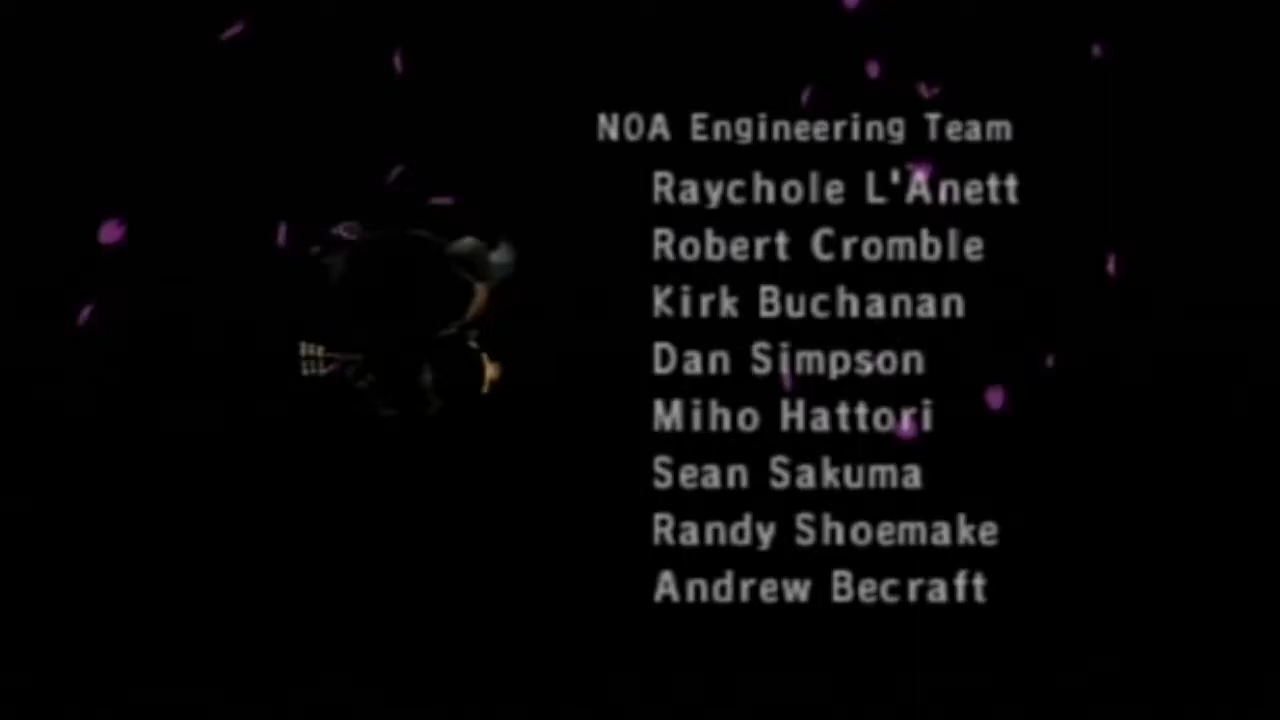 NOA Engineering Team
Raychole L'Anett
Robert Cromble
Kirk Buchanan
Dan Simpson
Miho Hattori
Sean Sakuma
Randy Shoemake
Andrew Becraft